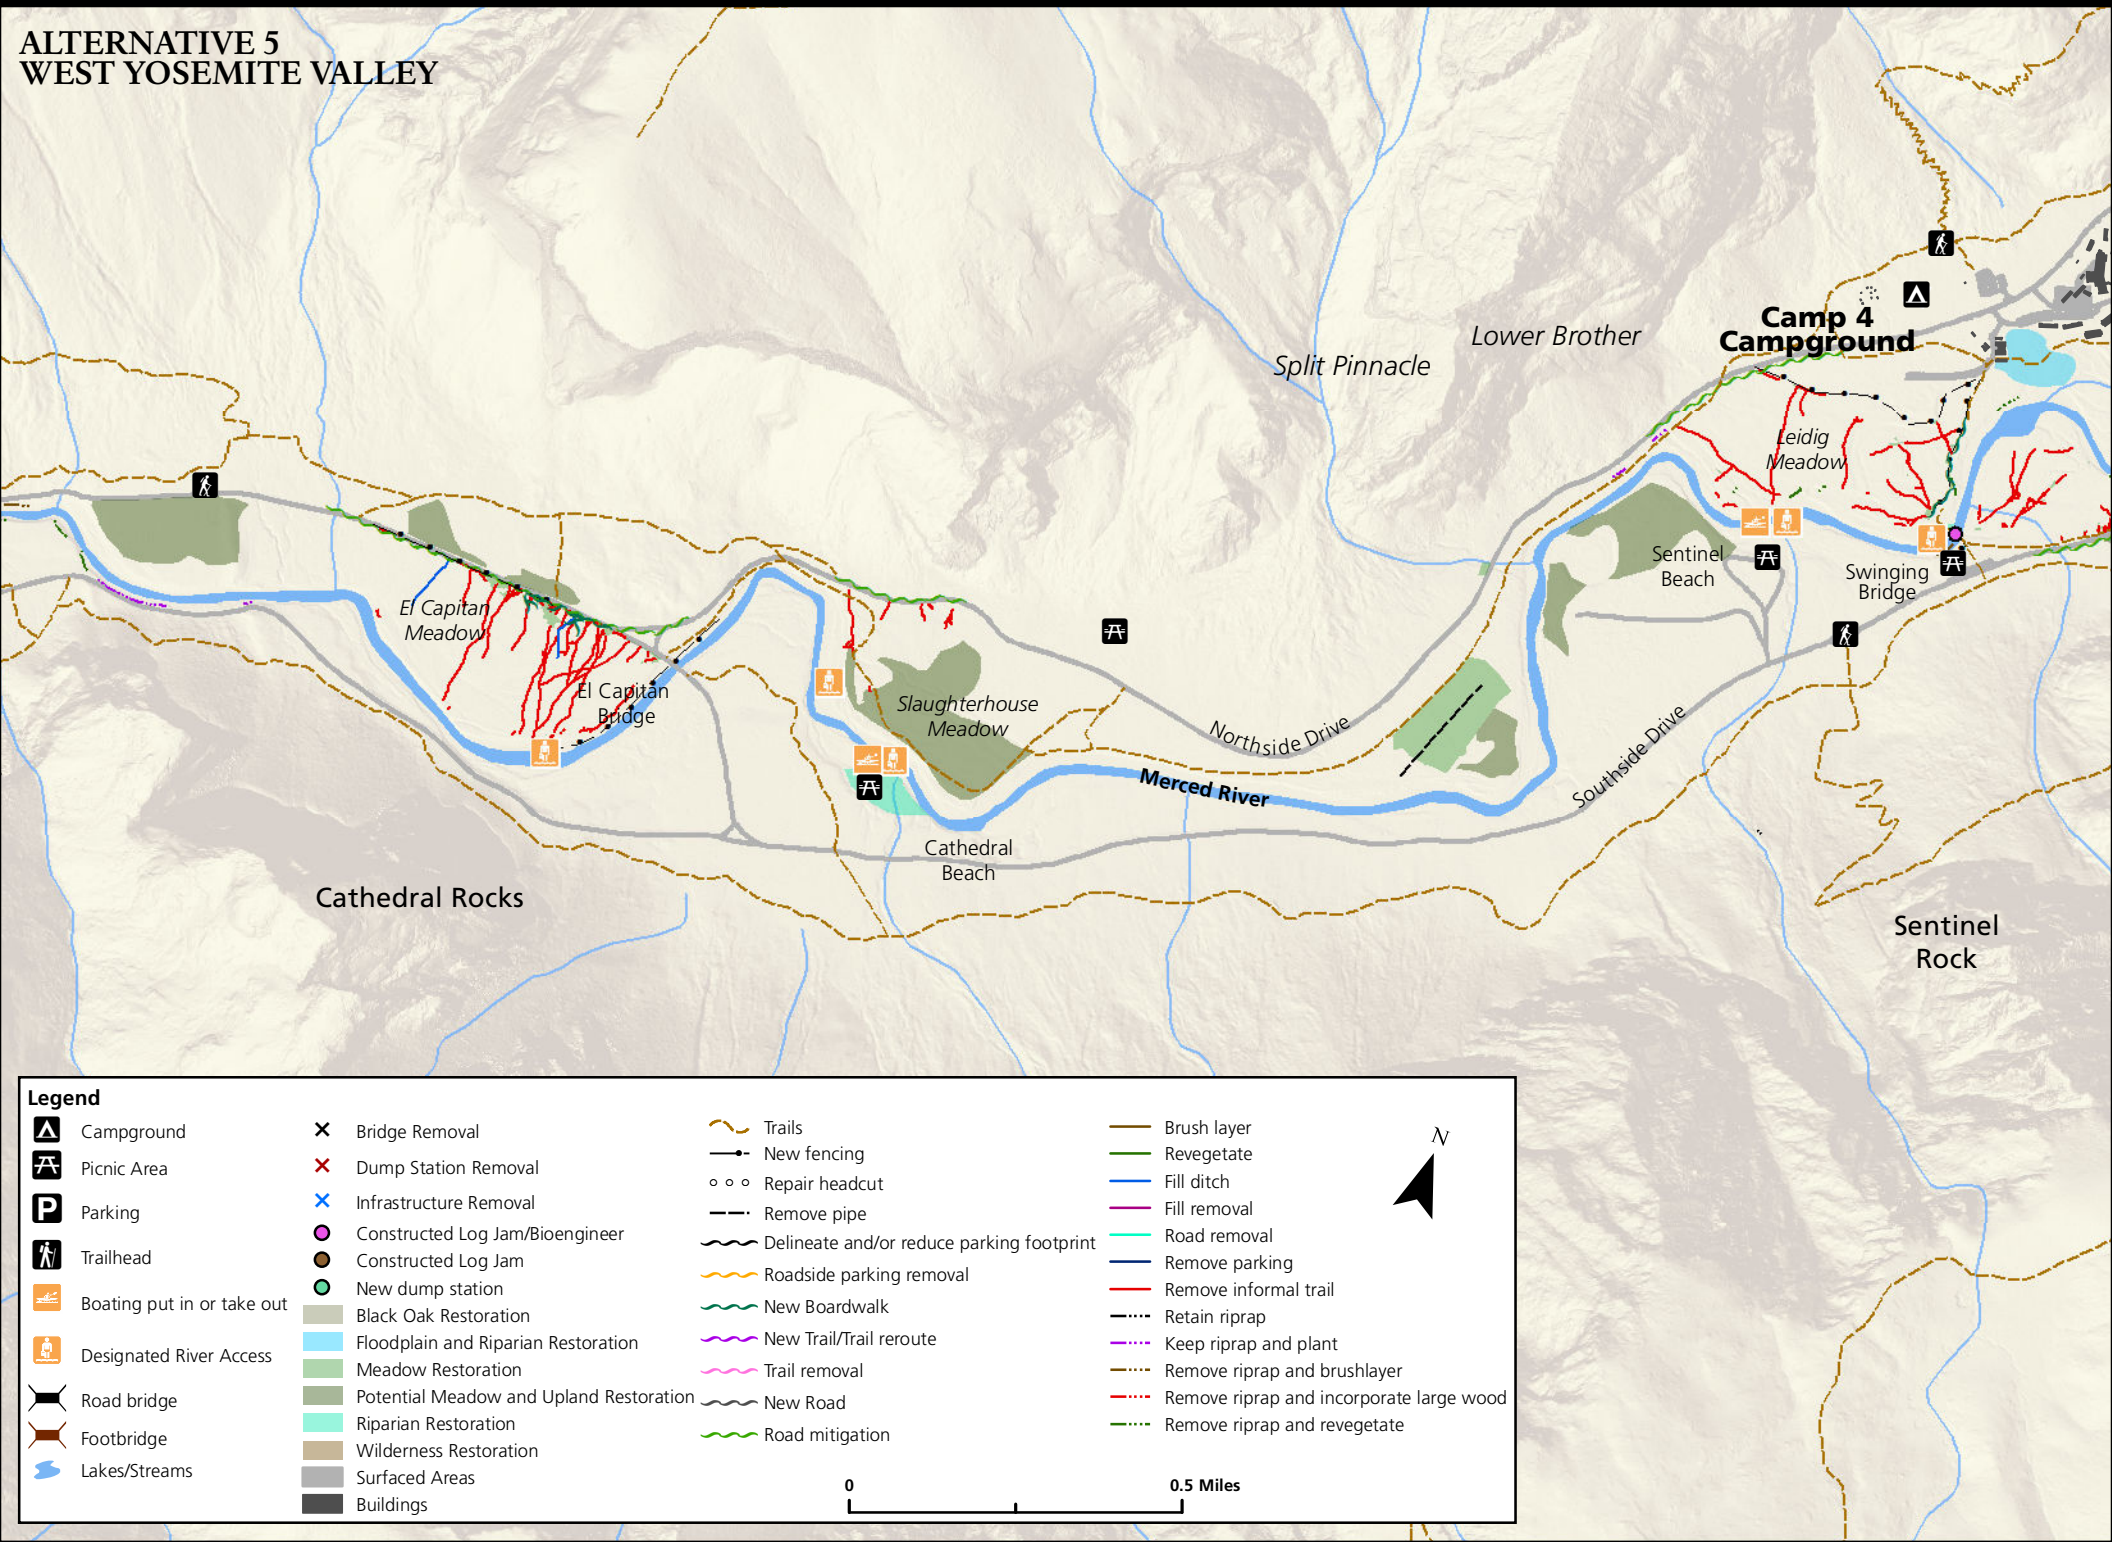 ALTERNATIVE 5
WEST YOSEMITE VALLEY
Camp 4
Campground
Lower Brother
Split Pinnacle
Leidig
Meadow
Sentinel
Beach
Swinging
Bridge
El Capitan
Meadow
El Capitan
Bridge
Slaughterhouse
Meadow
Northside Drive
Southside Drive
Merced River
Cathedral
Beach
Cathedral Rocks
Sentinel
Rock
Legend
Campground
Picnic Area
P
Parking
Trailhead
Boating put in or take out
Designated River Access
Road bridge
Footbridge
Lakes/Streams
Bridge Removal
Dump Station Removal
Infrastructure Removal
Constructed Log Jam/Bioengineer
Constructed Log Jam
New dump station
Black Oak Restoration
Floodplain and Riparian Restoration
Meadow Restoration
Potential Meadow and Upland Restoration
Riparian Restoration
Wilderness Restoration
Surfaced Areas
Buildings
Trails
New fencing
Repair headcut
Remove pipe
Delineate and/or reduce parking footprint
Roadside parking removal
New Boardwalk
New Trail/Trail reroute
Trail removal
New Road
Road mitigation
Brush layer
Revegetate
Fill ditch
Fill removal
Road removal
Remove parking
Remove informal trail
Retain riprap
Keep riprap and plant
Remove riprap and brushlayer
Remove riprap and incorporate large wood
Remove riprap and revegetate
N
0
0.5 Miles